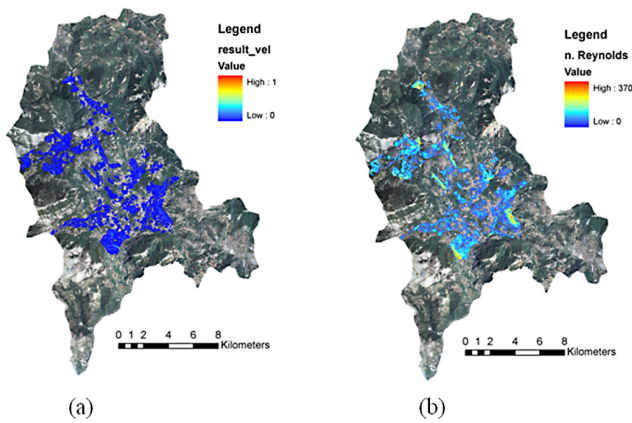 Legend
result_vel
Value
High : 1
Low : 0
0 1 2 4 6 8
Kilometers
(a)
Legend
n. Reynolds
Value
High : 370
Low : 0
0 1 2 4 6 8
Kilometers
(b)